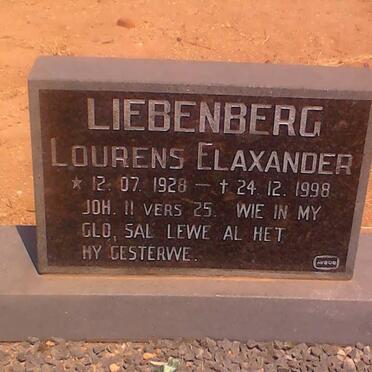 LIEBENBERG
LOURENS ELAXANDER
* 12. 07. 1928 — † 24. 12. 1998
JOH. 11 VERS 25. WIE IN MY
GLO, SAL LEWE AL HET
HY GESTERWE.
AVBOB